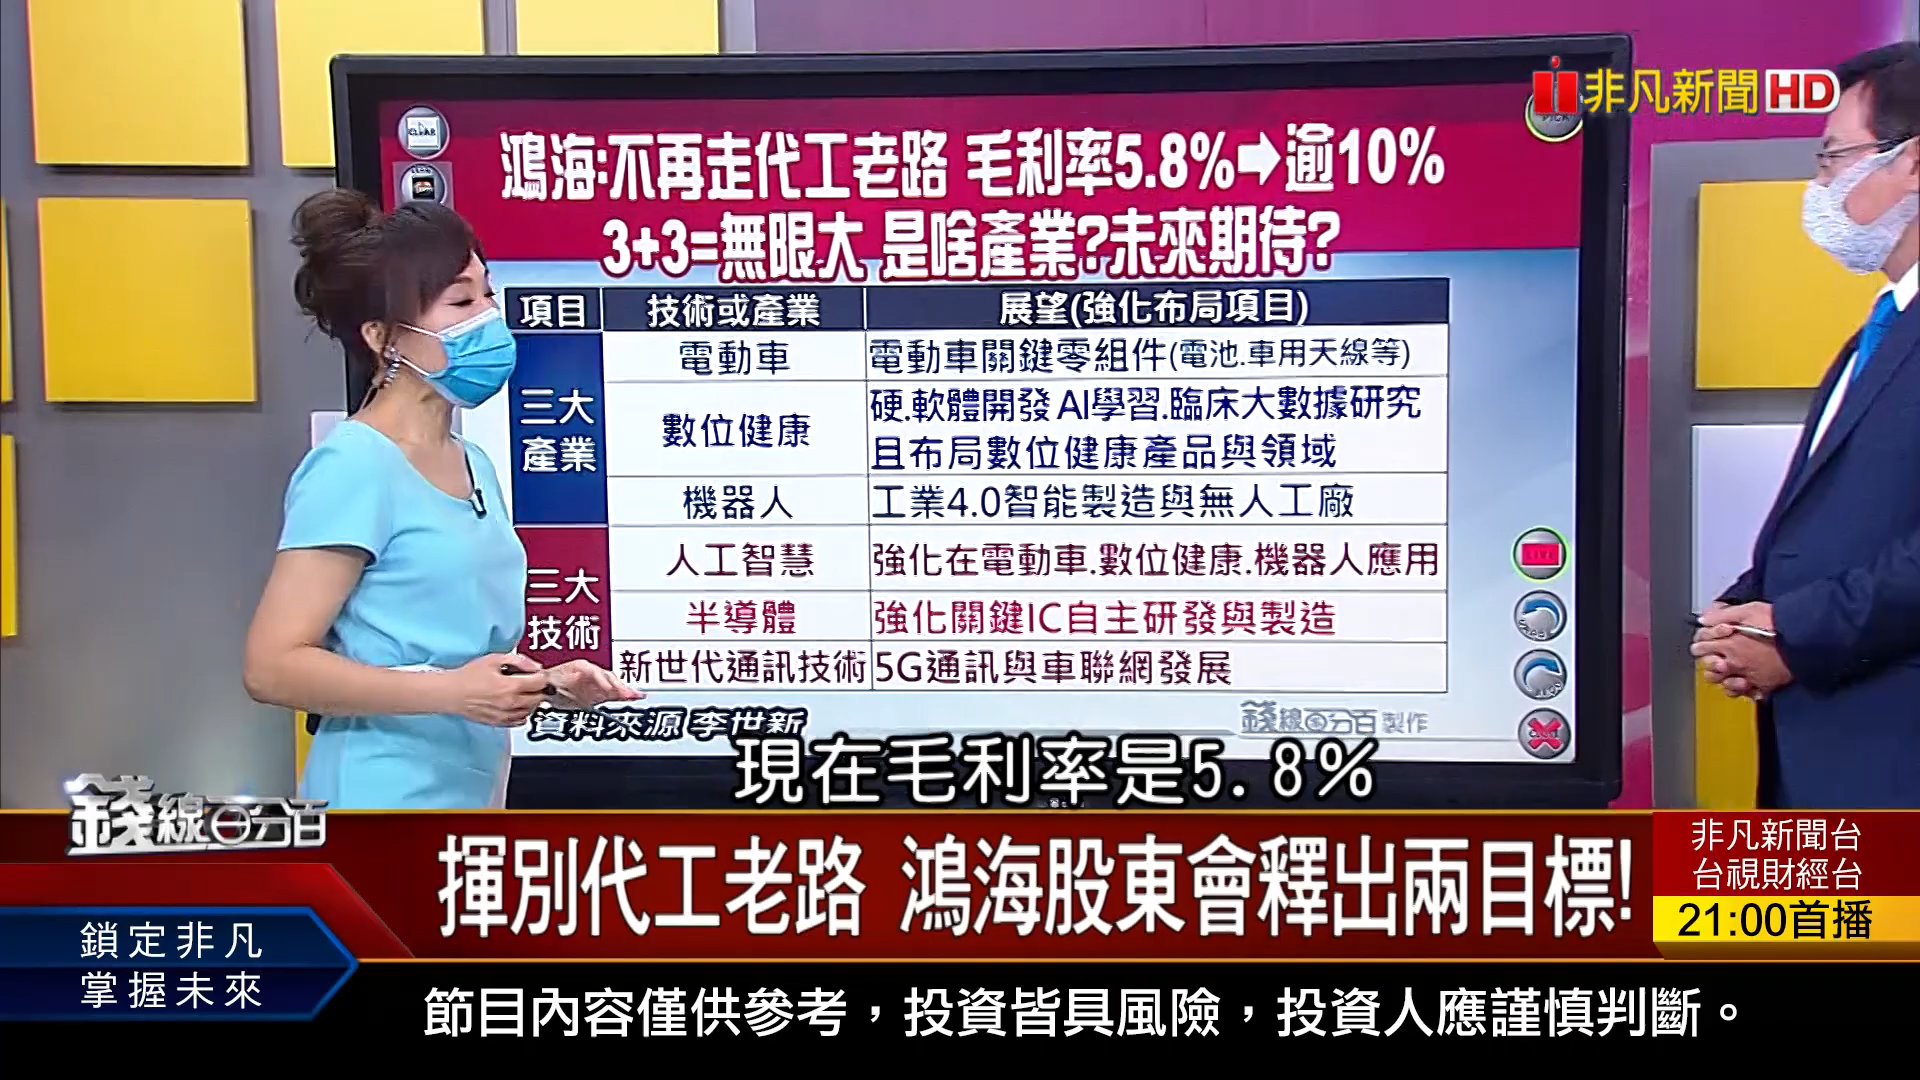 非凡新聞HD
CLEAR
鴻海:不再走代工老路 毛利率5.8%➡逾10%
3+3=無限大 是啥產業?未來期待?
項目 技術或產業 展望(強化布局項目)
三大產業
電動車 電動車關鍵零組件(電池.車用天線等)
數位健康 硬.軟體開發AI學習.臨床大數據研究
且布局數位健康產品與領域
機器人 工業4.0智能製造與無人工廠
三大技術
人工智慧 強化在電動車.數位健康.機器人應用
半導體 強化關鍵IC自主研發與製造
新世代通訊技術 5G通訊與車聯網發展
LIVE
資料來源 李世新
錢線百分百 製作
現在毛利率是5.8%
錢線百分百
揮別代工老路 鴻海股東會釋出兩目標!
非凡新聞台
台視財經台
21:00首播
鎖定非凡
掌握未來
節目內容僅供參考，投資皆具風險，投資人應謹慎判斷。